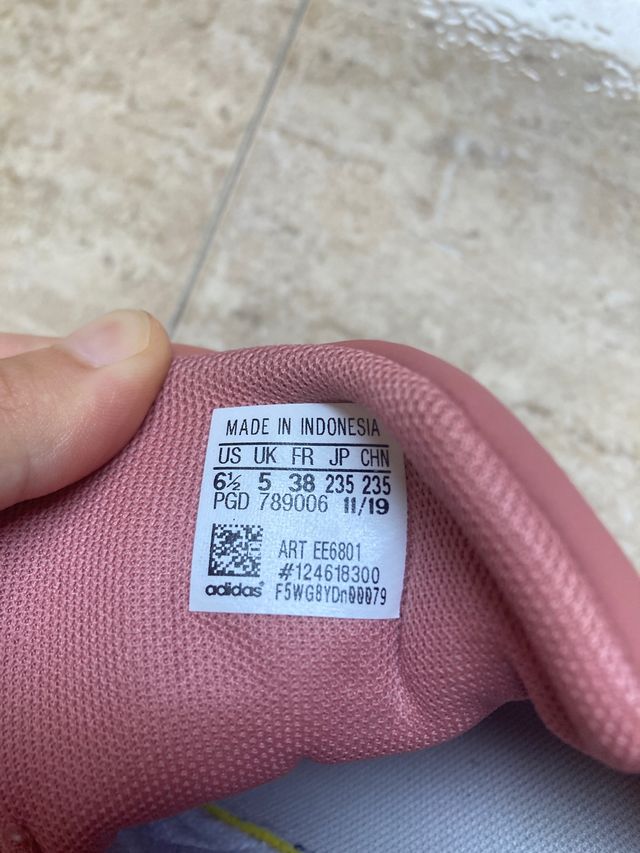 MADE IN INDONESIA
US UK FR JP CHN
6½ 5 38 235 235
PGD 789006 11/19
ART EE6801
#124618300
adidas® F5WG8YDn00079